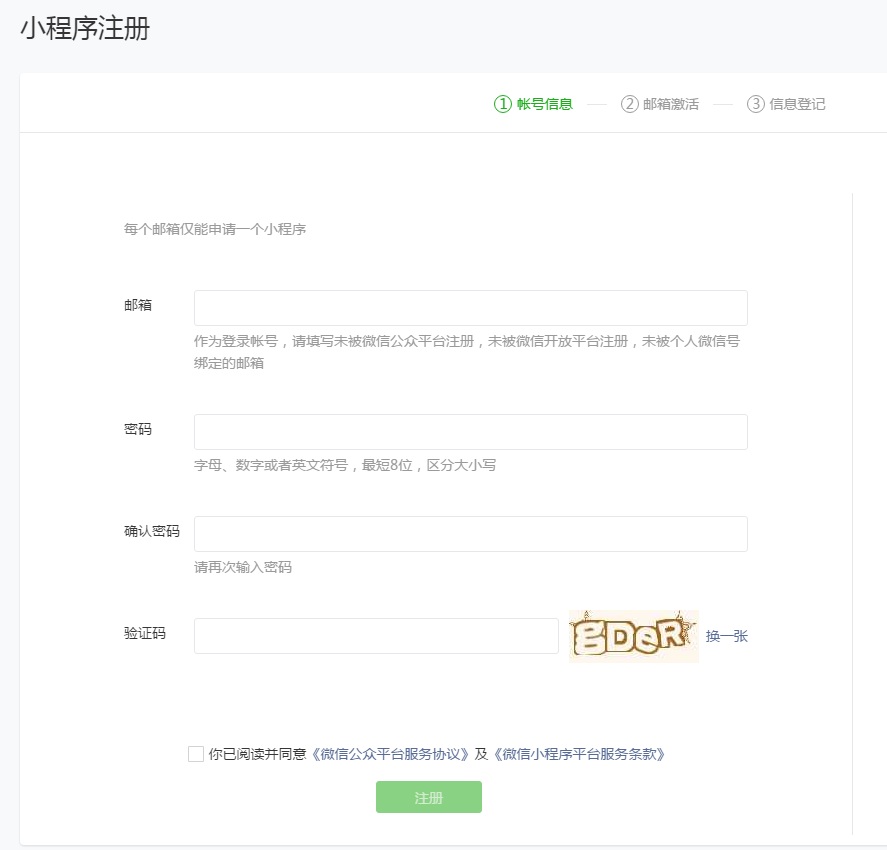 小程序注册
① 帐号信息 — ② 邮箱激活 — ③ 信息登记
每个邮箱仅能申请一个小程序
邮箱
作为登录帐号，请填写未被微信公众平台注册，未被微信开放平台注册，未被个人微信号
绑定的邮箱
密码
字母、数字或者英文符号，最短8位，区分大小写
确认密码
请再次输入密码
验证码 gDeR 换一张
你已阅读并同意《微信公众平台服务协议》及《微信小程序平台服务条款》
注册